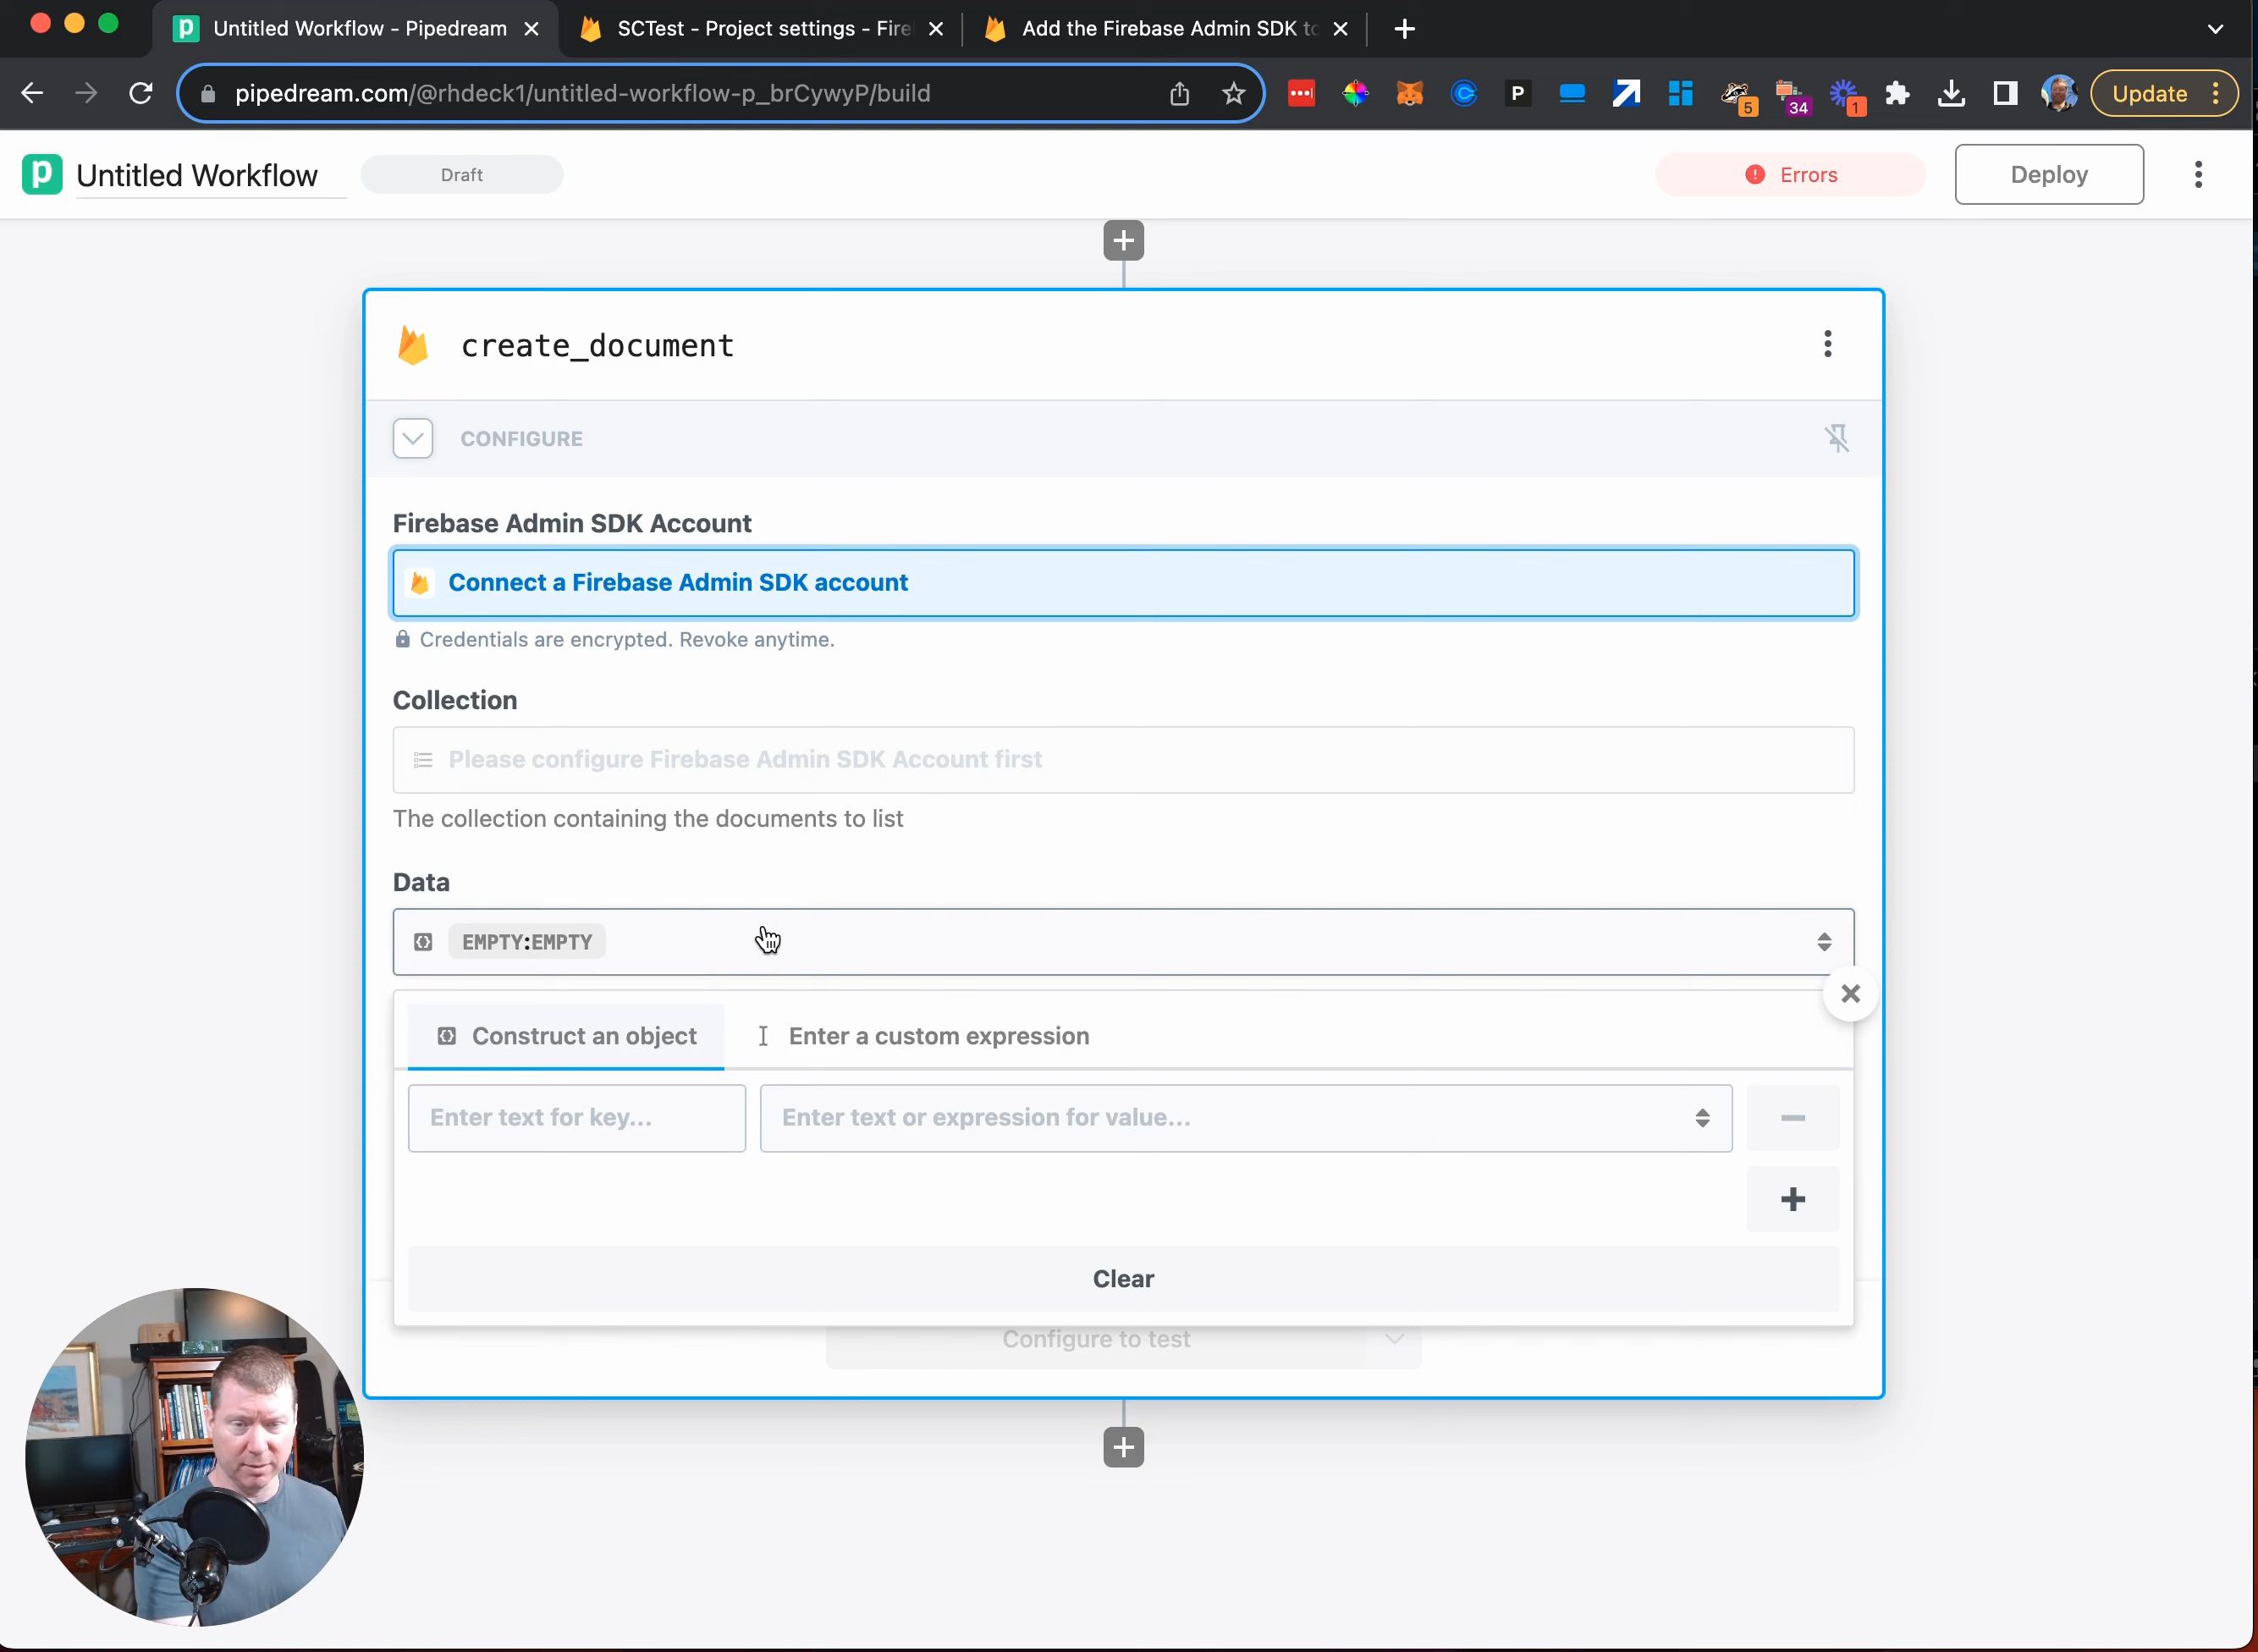 Untitled Workflow - Pipedream
SCTest - Project settings - Fire
Add the Firebase Admin SDK to
pipedream.com/@rhdeck1/untitled-workflow-p_brCywyP/build
P
5
34
1
Update
p
Untitled Workflow
Draft
Errors
Deploy
create_document
CONFIGURE
Firebase Admin SDK Account
Connect a Firebase Admin SDK account
Credentials are encrypted. Revoke anytime.
Collection
Please configure Firebase Admin SDK Account first
The collection containing the documents to list
Data
EMPTY:EMPTY
Construct an object
Enter a custom expression
Enter text for key...
Enter text or expression for value...
Clear
Configure to test